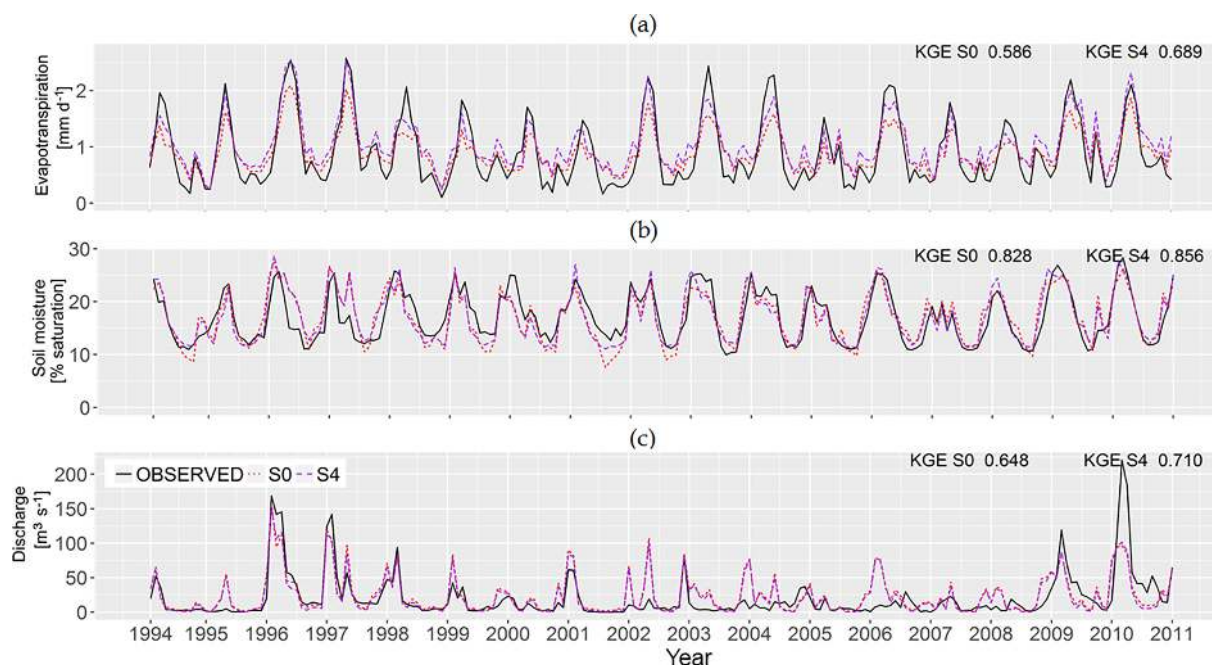 (a)
KGE S0 0.586 KGE S4 0.689
Evapotranspiration
[mm d⁻¹]
2
1
0
(b)
KGE S0 0.828 KGE S4 0.856
Soil moisture
[% saturation]
30
20
10
0
(c)
KGE S0 0.648 KGE S4 0.710
OBSERVED S0 S4
Discharge
[m³ s⁻¹]
200
150
100
50
0
1994 1995 1996 1997 1998 1999 2000 2001 2002 2003 2004 2005 2006 2007 2008 2009 2010 2011
Year